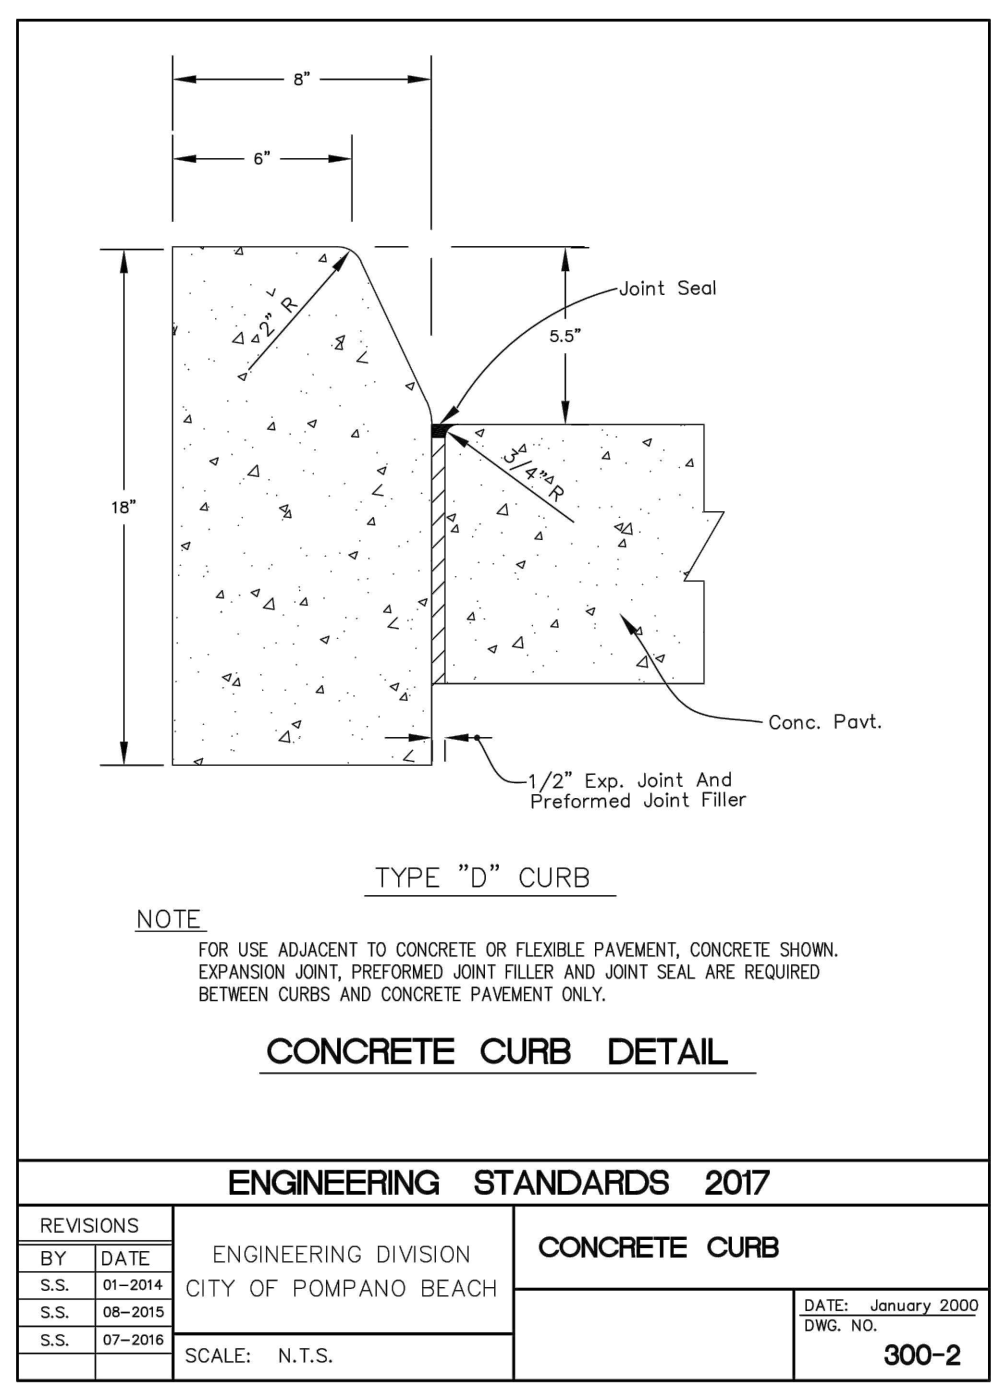 8"
6"
Joint Seal
5.5"
2" R
3/4" R
18"
Conc. Pavt.
1/2" Exp. Joint And
Preformed Joint Filler
TYPE "D" CURB
NOTE
FOR USE ADJACENT TO CONCRETE OR FLEXIBLE PAVEMENT, CONCRETE SHOWN.
EXPANSION JOINT, PREFORMED JOINT FILLER AND JOINT SEAL ARE REQUIRED
BETWEEN CURBS AND CONCRETE PAVEMENT ONLY.
CONCRETE CURB DETAIL
ENGINEERING STANDARDS 2017
REVISIONS
BY DATE
S.S. 01-2014
S.S. 08-2015
S.S. 07-2016
ENGINEERING DIVISION
CITY OF POMPANO BEACH
SCALE: N.T.S.
CONCRETE CURB
DATE: January 2000
DWG. NO.
300-2